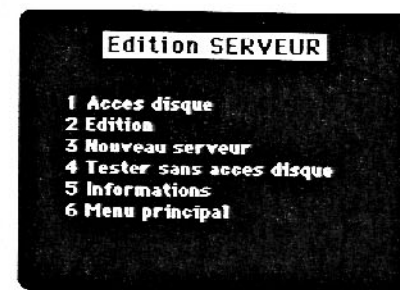 Edition SERVEUR
1 Acces disque
2 Edition
3 Nouveau serveur
4 Tester sans acces disque
5 Informations
6 Menu principal